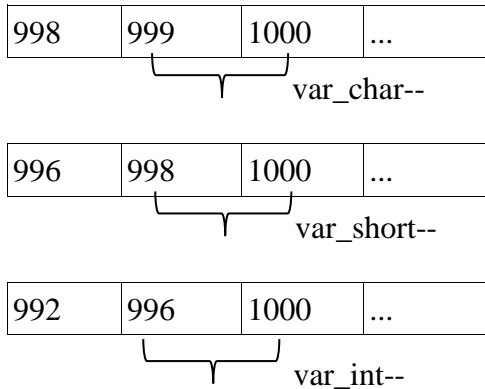 998 999 1000 ...
var_char--
996 998 1000 ...
var_short--
992 996 1000 ...
var_int--